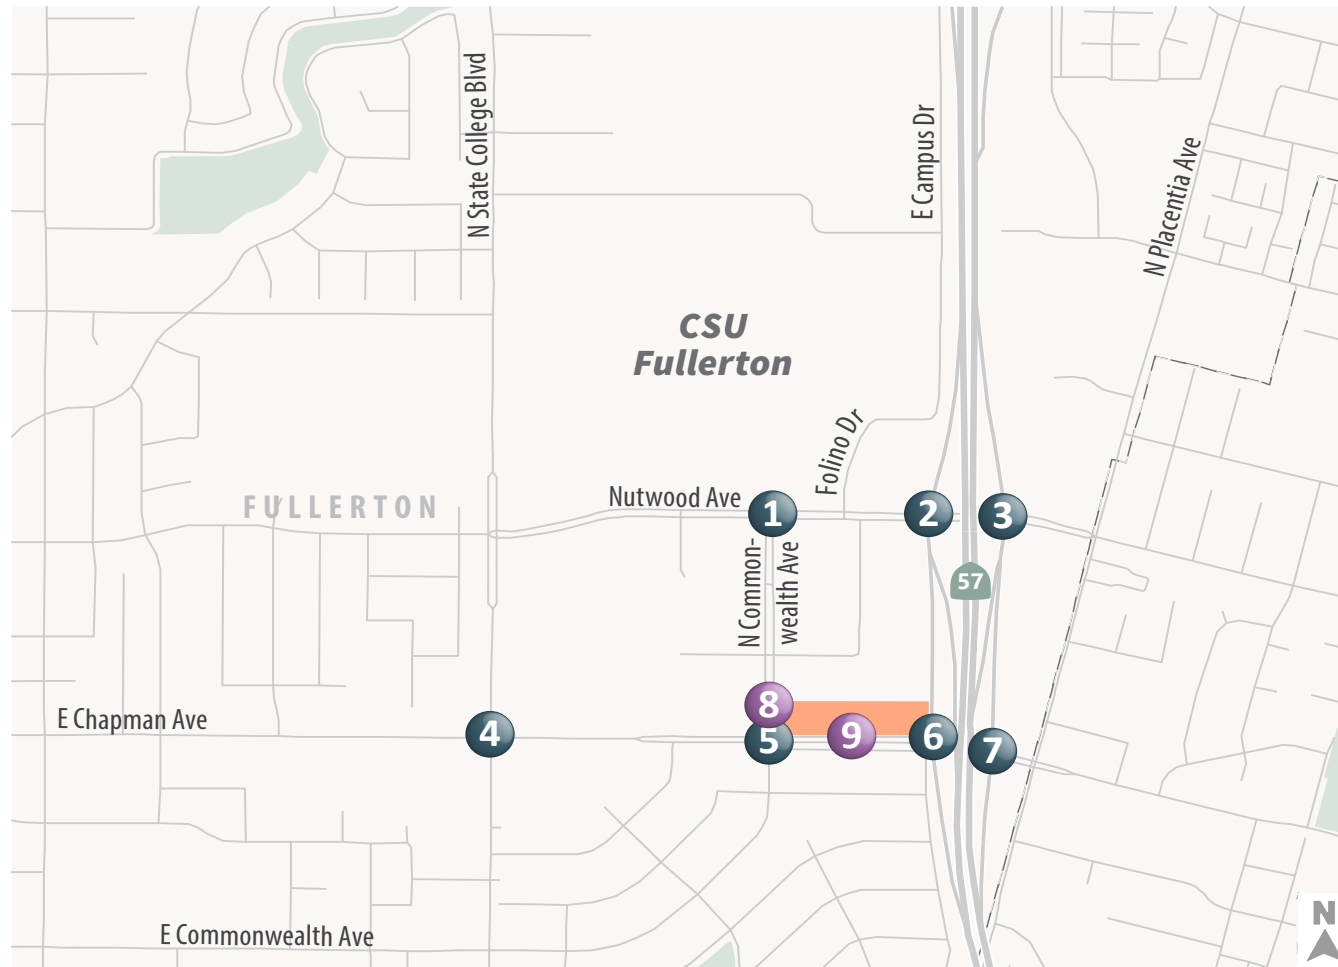 N State College Blvd
E Campus Dr
N Placentia Ave
CSU
Fullerton
Folino Dr
FULLERTON
Nutwood Ave
1
2
3
N Common-
wealth Ave
57
8
E Chapman Ave
4
5
9
6
7
E Commonwealth Ave
N